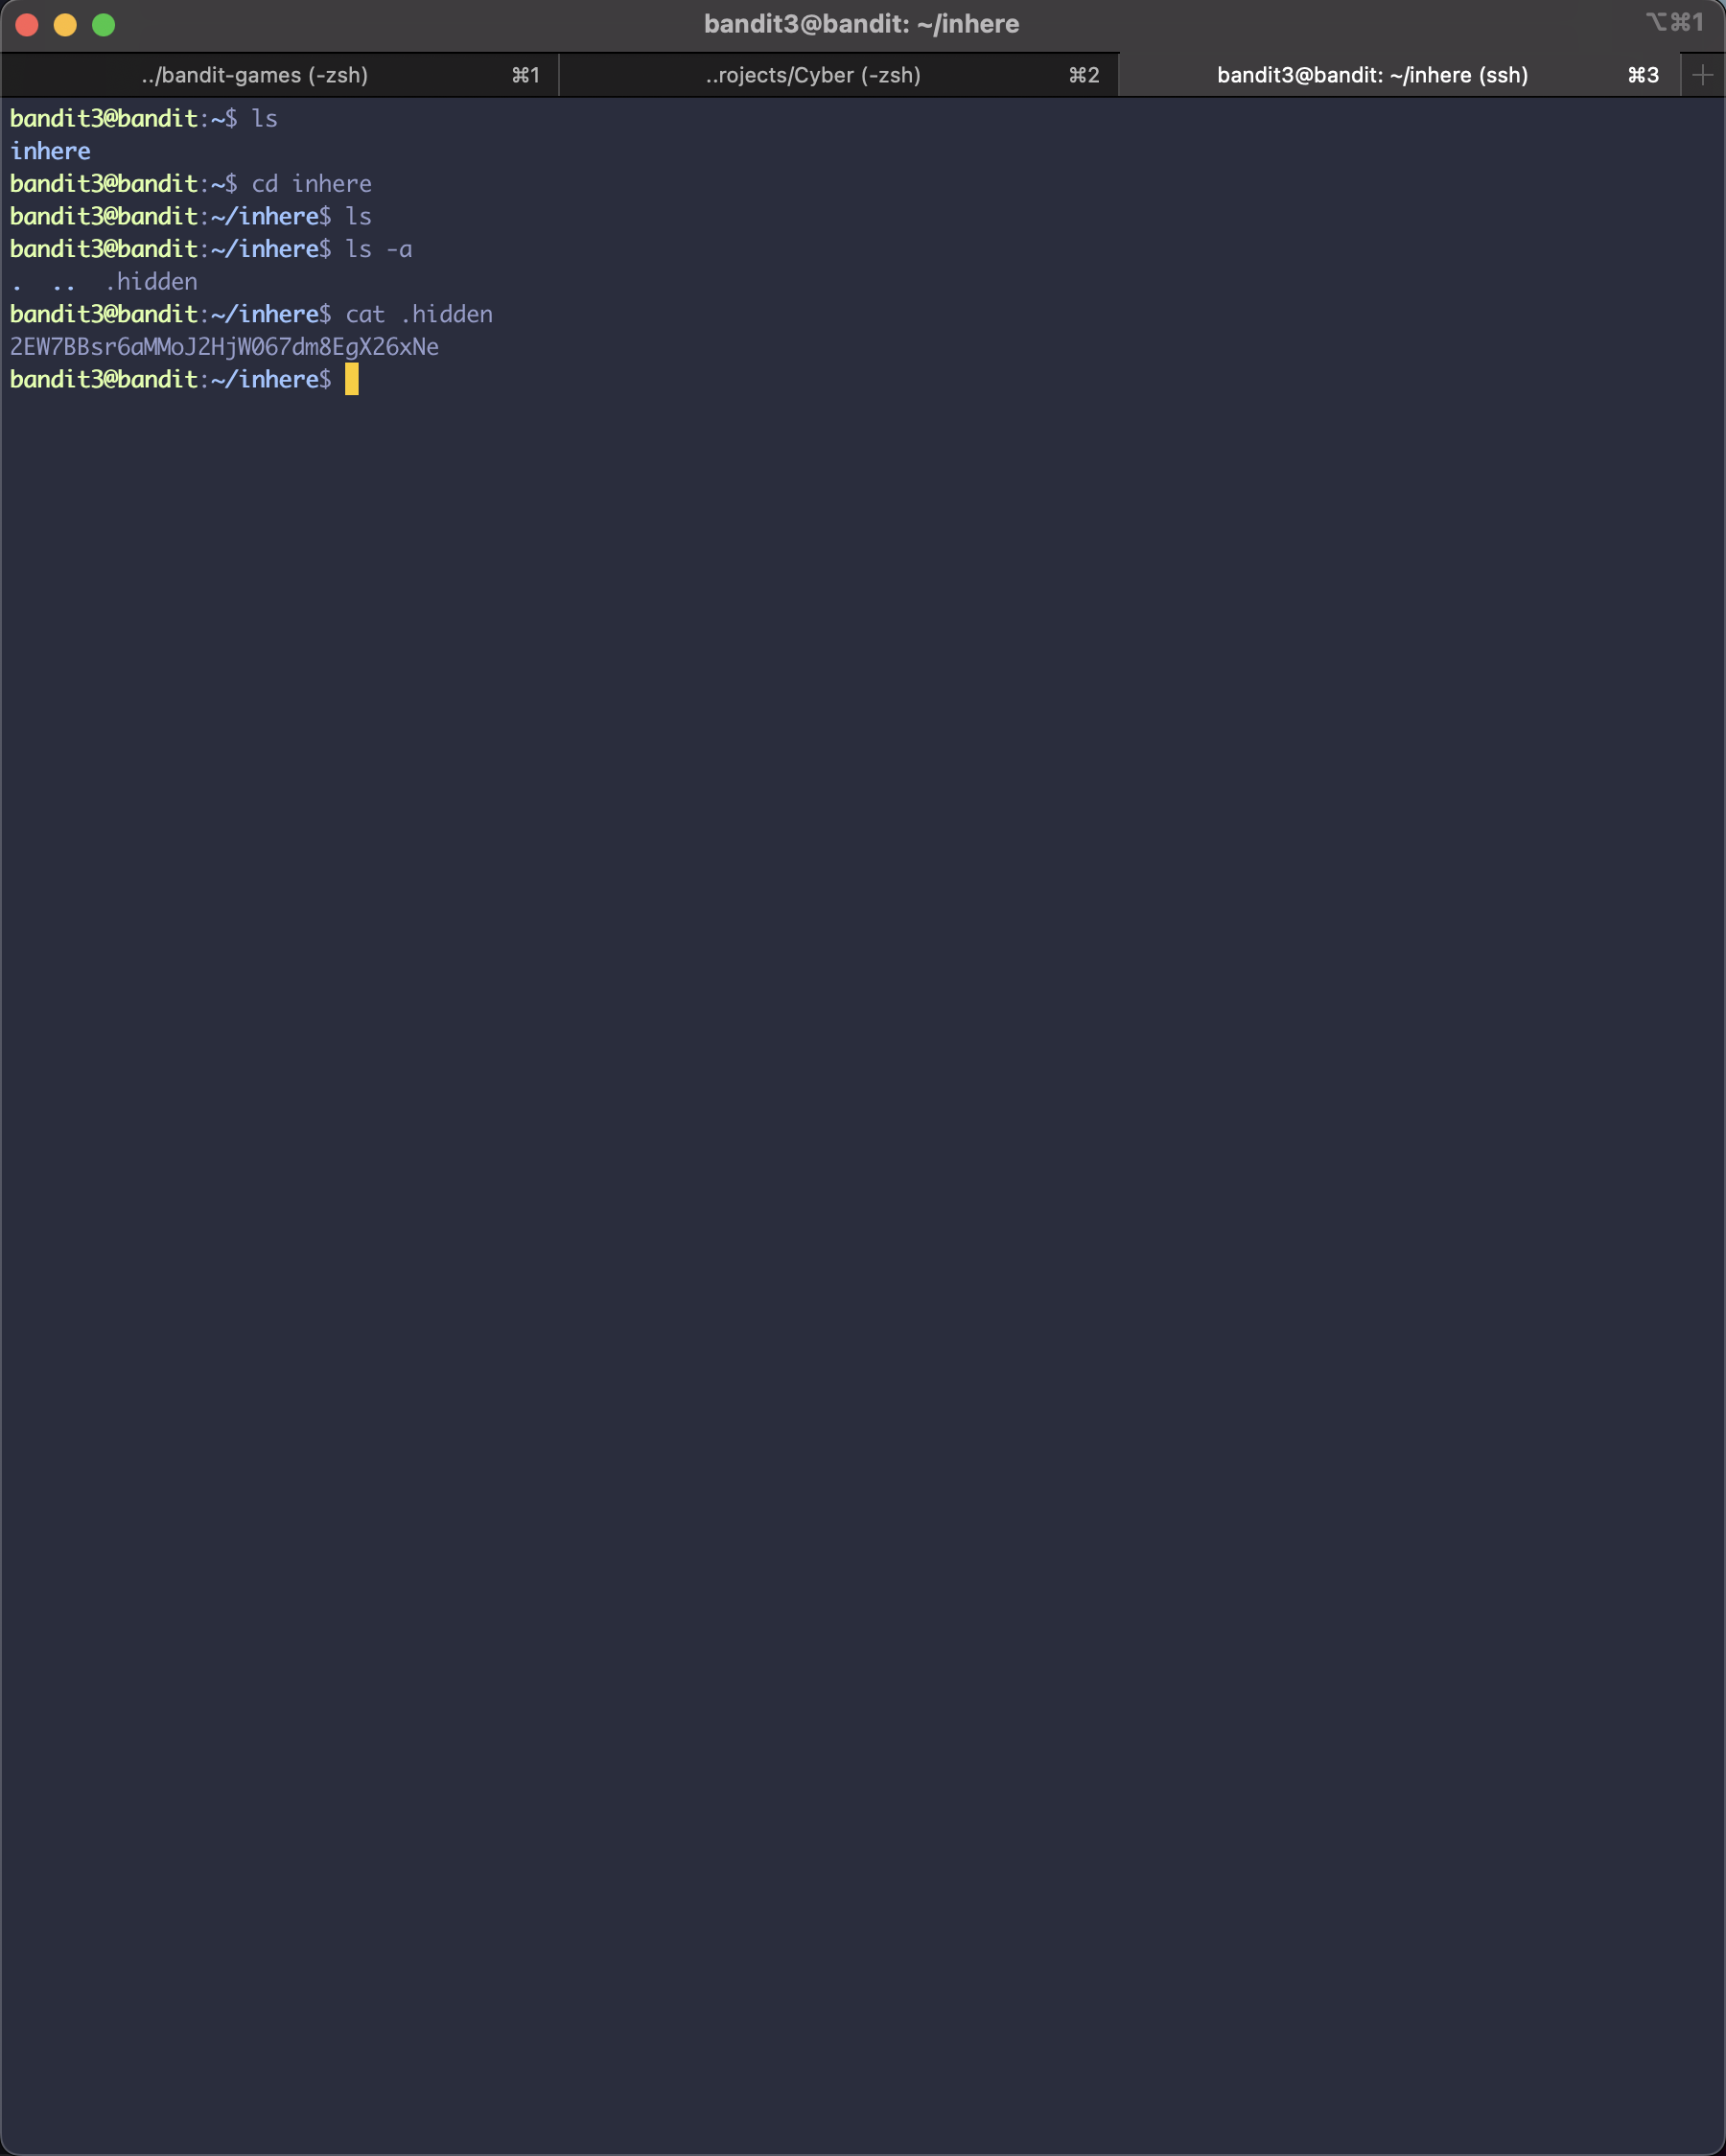 bandit3@bandit: ~/inhere
⌥⌘1
../bandit-games (-zsh) ⌘1
..rojects/Cyber (-zsh) ⌘2
bandit3@bandit: ~/inhere (ssh) ⌘3
bandit3@bandit:~$ ls
inhere
bandit3@bandit:~$ cd inhere
bandit3@bandit:~/inhere$ ls
bandit3@bandit:~/inhere$ ls -a
. .. .hidden
bandit3@bandit:~/inhere$ cat .hidden
2EW7BBsr6aMMoJ2HjW067dm8EgX26xNe
bandit3@bandit:~/inhere$